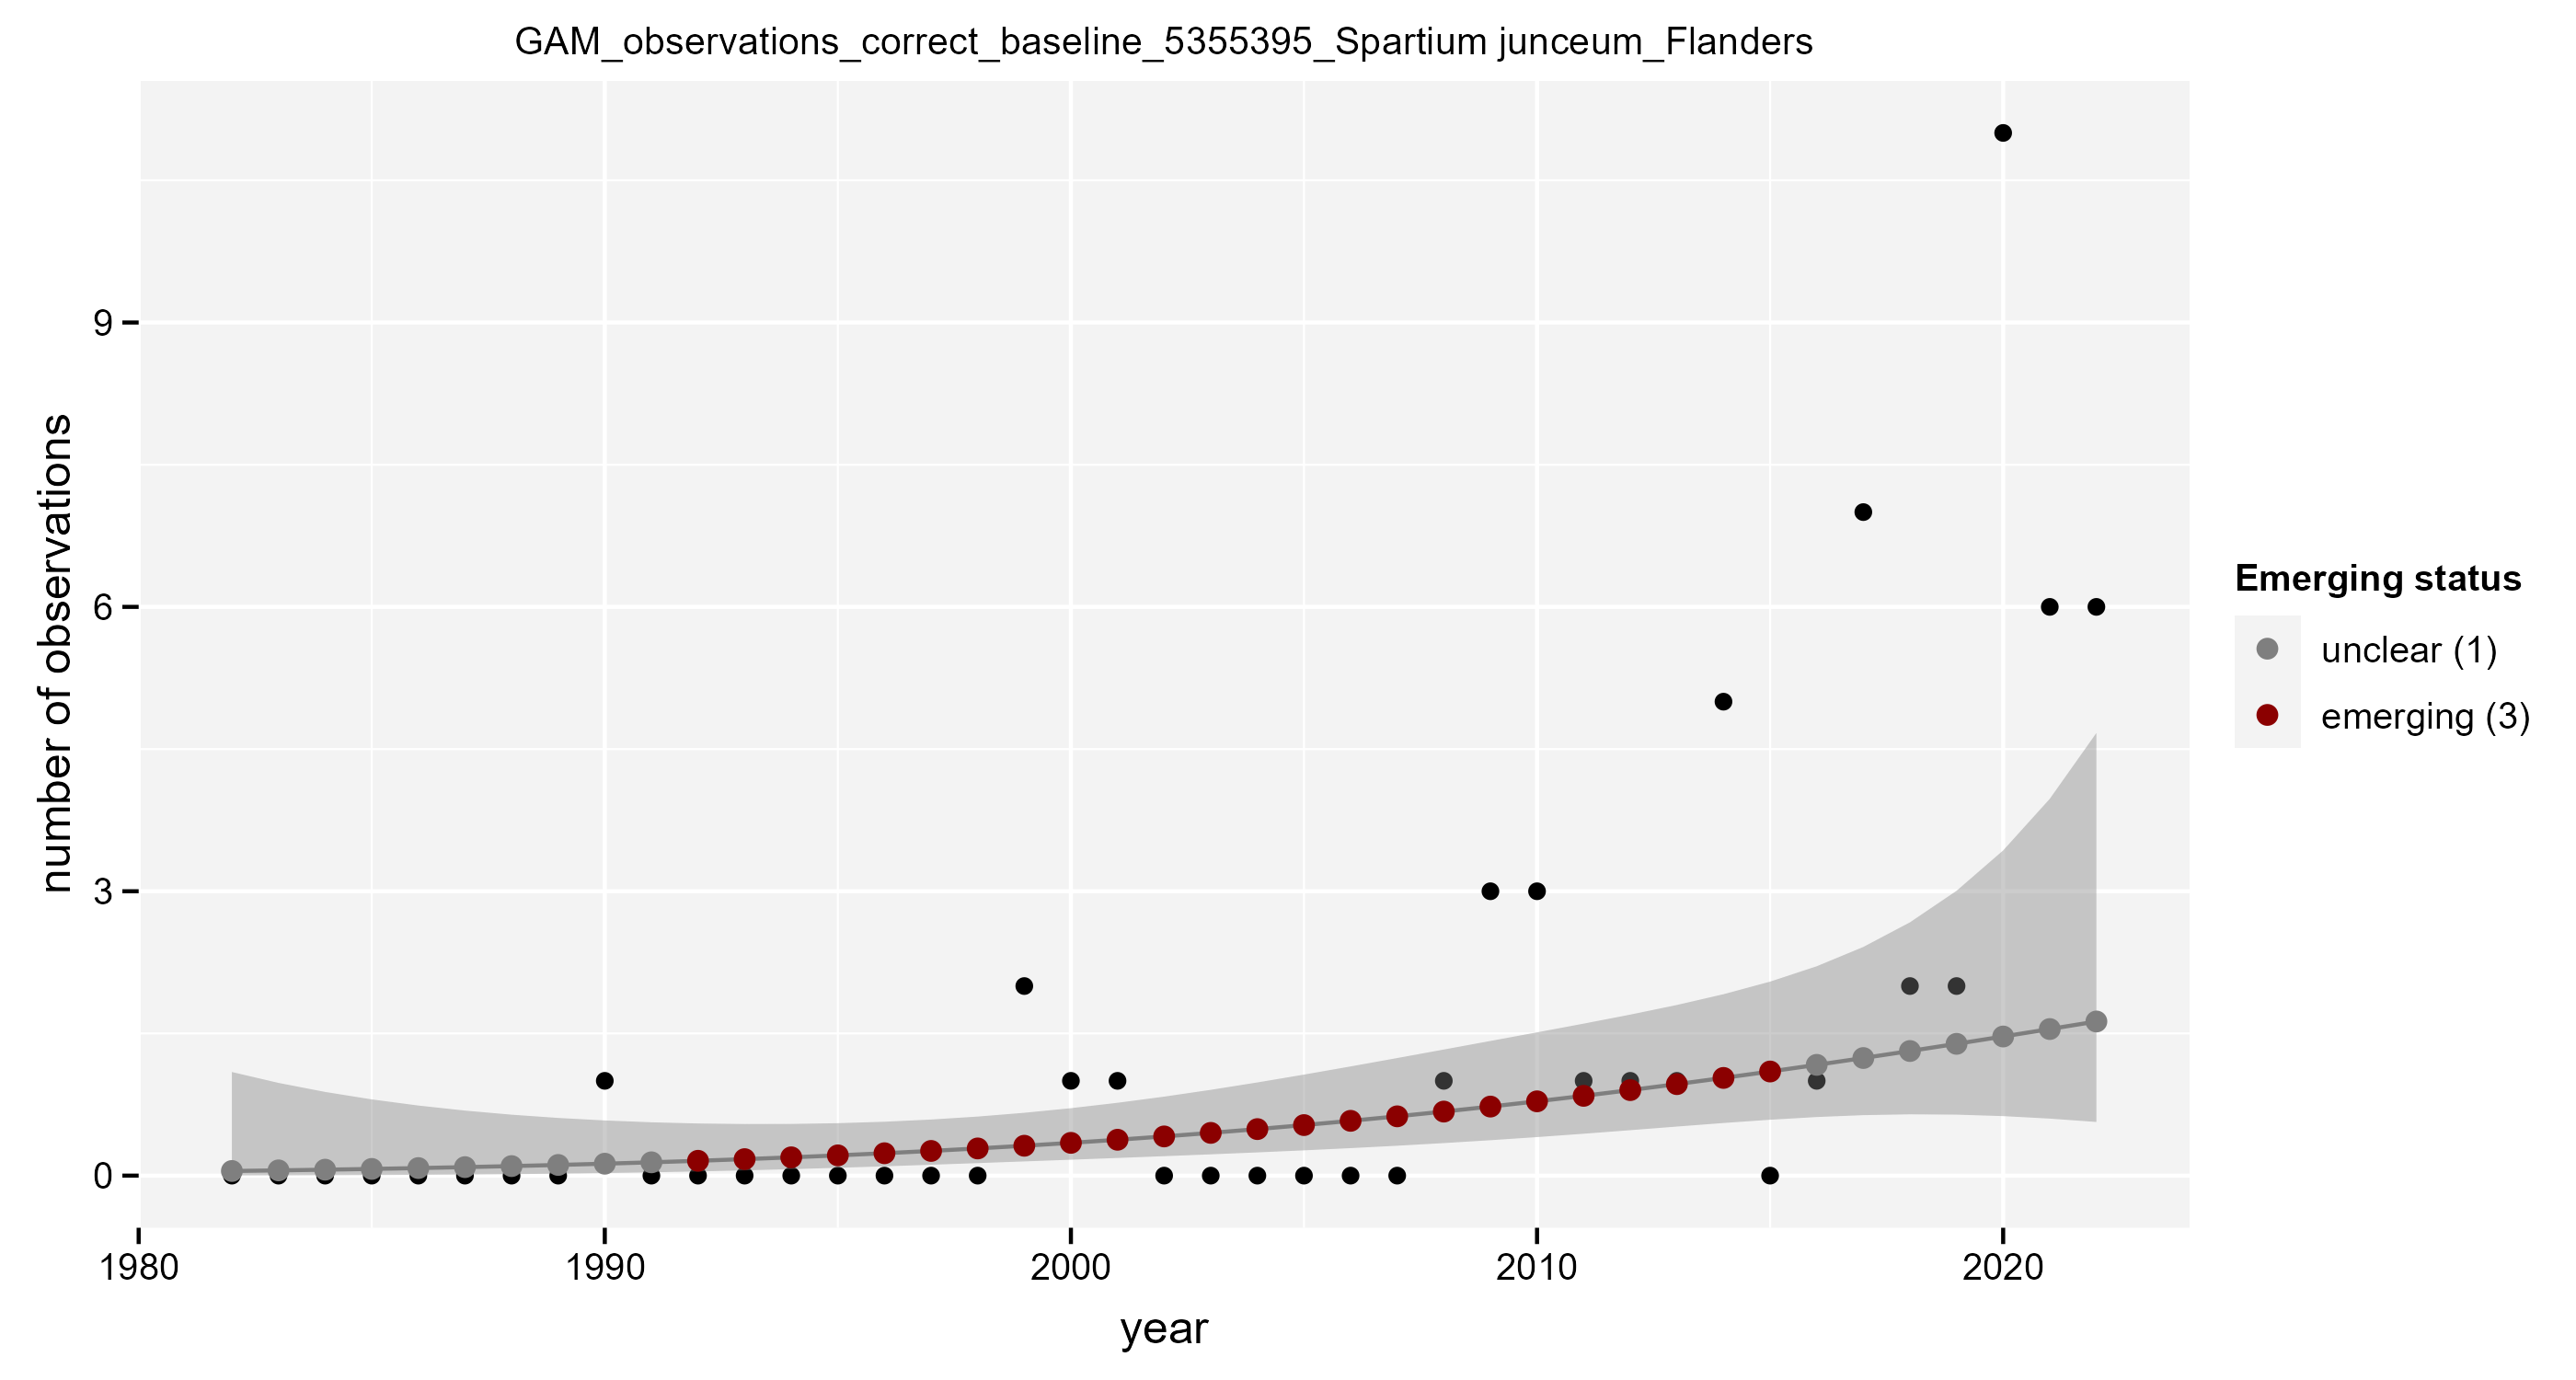 GAM_observations_correct_baseline_5355395_Spartium junceum_Flanders
number of observations
9
6
3
0
1980 1990 2000 2010 2020
year
Emerging status
unclear (1)
emerging (3)